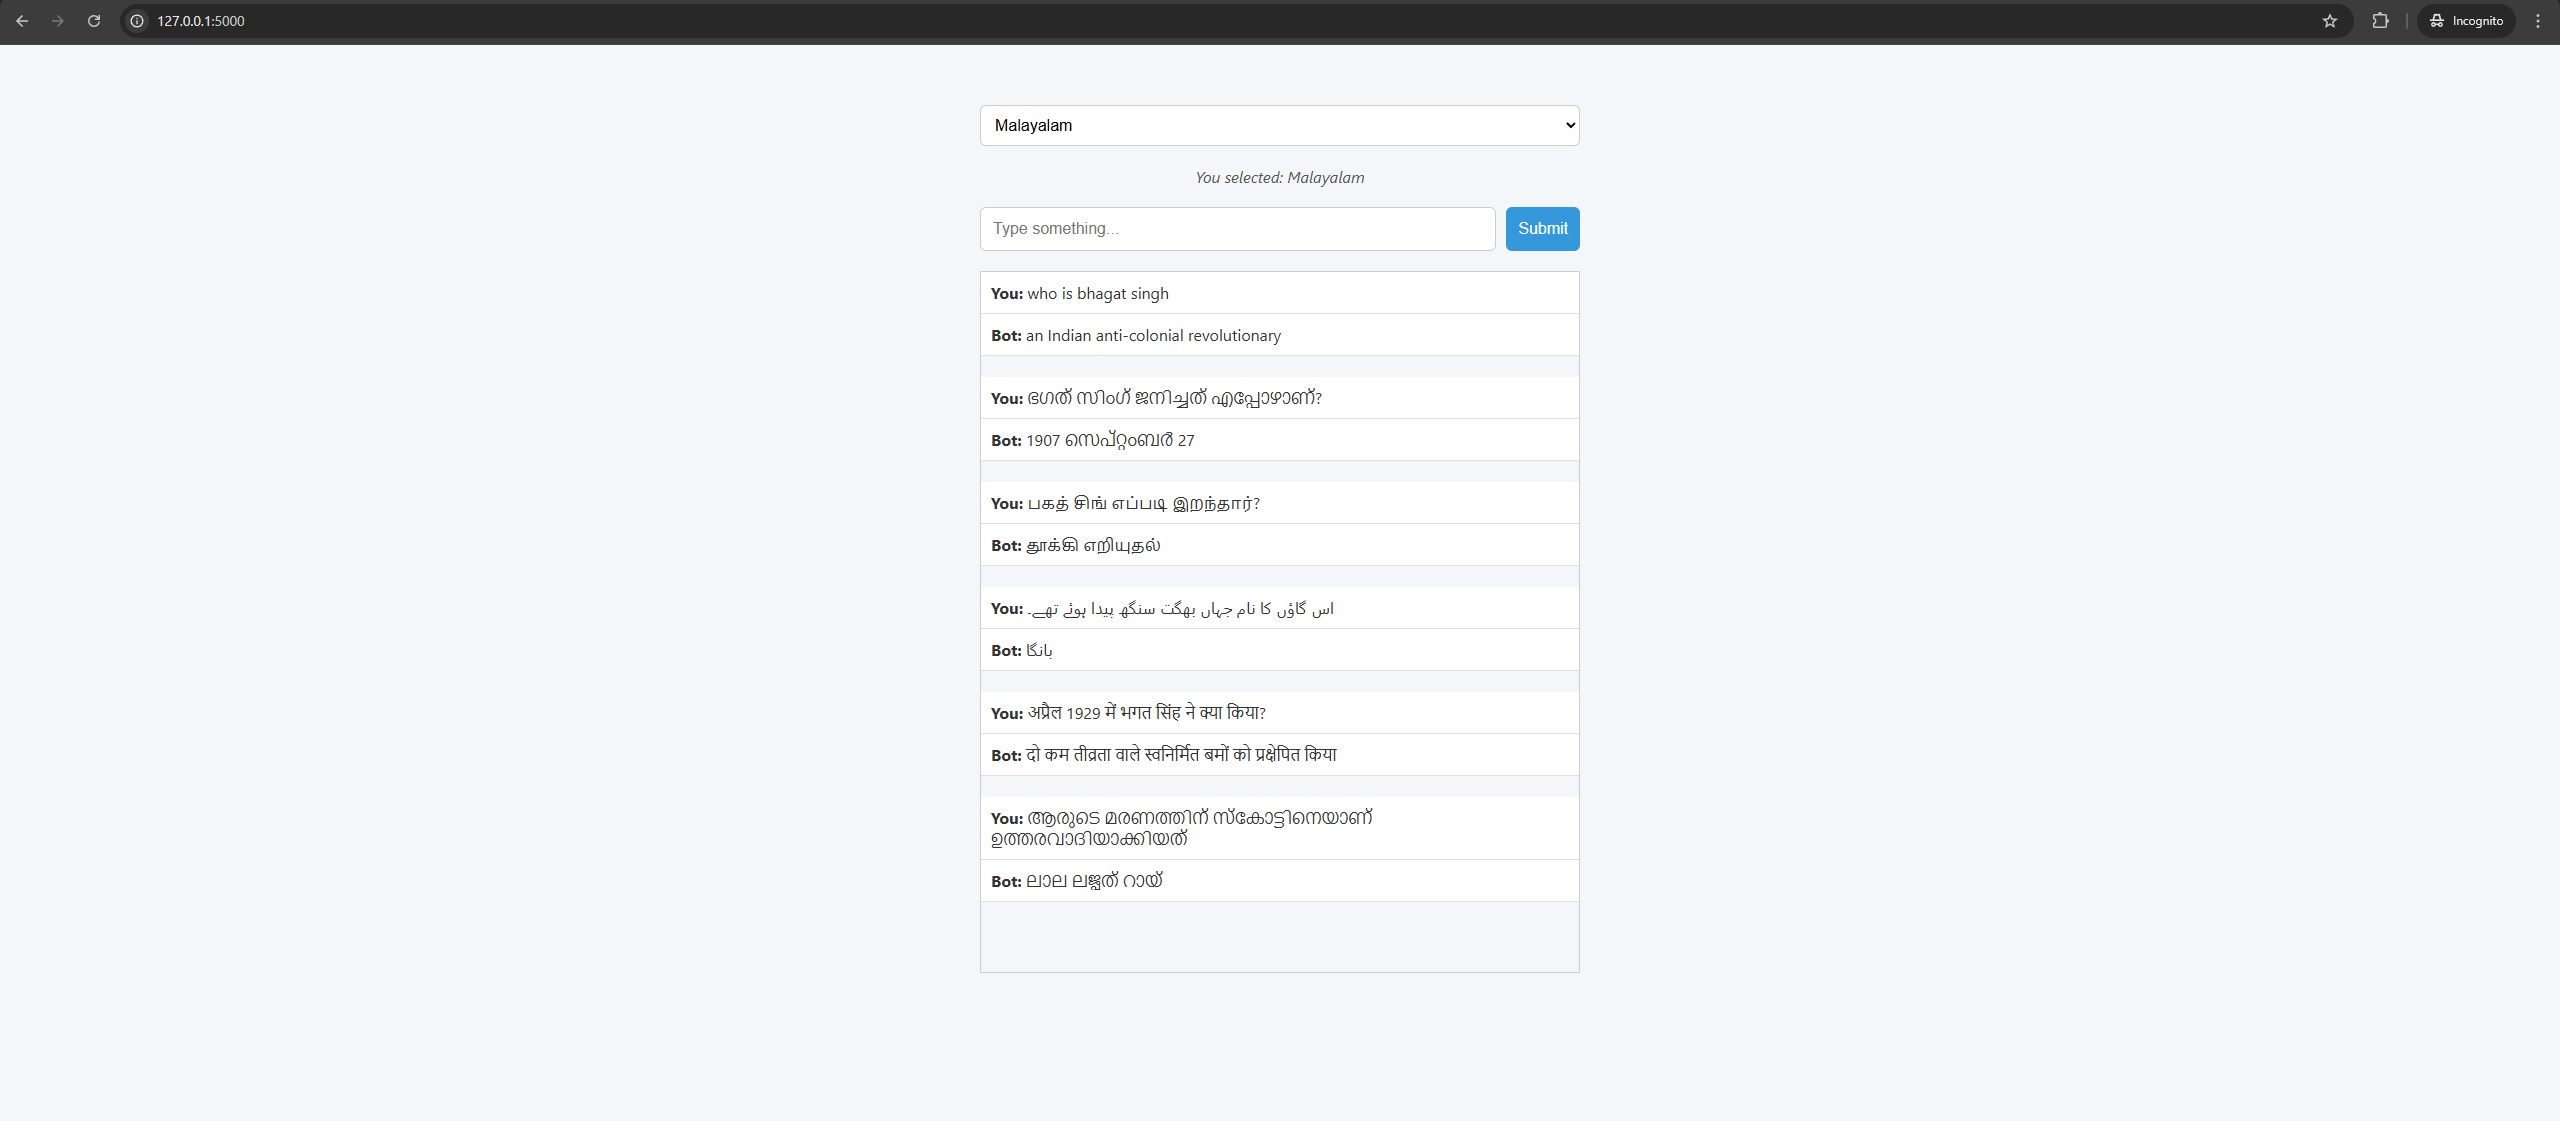 127.0.0.1:5000
Incognito
Malayalam
You selected: Malayalam
Type something...
Submit
You: who is bhagat singh
Bot: an Indian anti-colonial revolutionary
You: ഭഗത് സിംഗ് ജനിച്ചത് എപ്പോഴാണ്?
Bot: 1907 സെപ്റ്റംബർ 27
You: பகத் சிங் எப்படி இறந்தார்?
Bot: தூக்கி எறியுதல்
You: اس گاؤں کا نام جہاں بھگت سنگھ پیدا ہوئے تھے۔
Bot: بانگا
You: अप्रैल 1929 में भगत सिंह ने क्या किया?
Bot: दो कम तीव्रता वाले स्वनिर्मित बमों को प्रक्षेपित किया
You: ആരുടെ മരണത്തിന് സ്കോട്ടിനെയാണ്
ഉത്തരവാദിയാക്കിയത്
Bot: ലാല ലജ്പത് റായ്